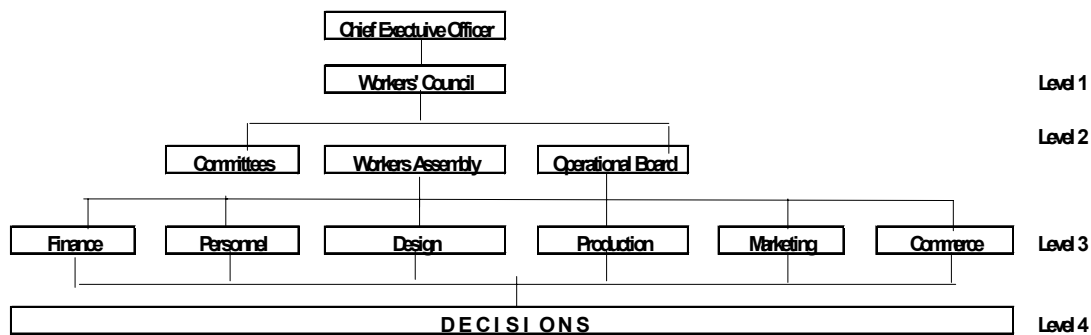 Chief Exectuive Officer
Workers' Council Level 1
Level 2
Committees Workers Assembly Operational Board
Finance Personnel Design Production Marketing Commerce Level 3
DECISIONS Level 4